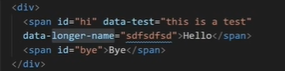 <div>
<span id="hi" data-test="this is a test"
data-longer-name="sdfsdfsd">Hello</span>
<span id="bye">Bye</span>
</div>